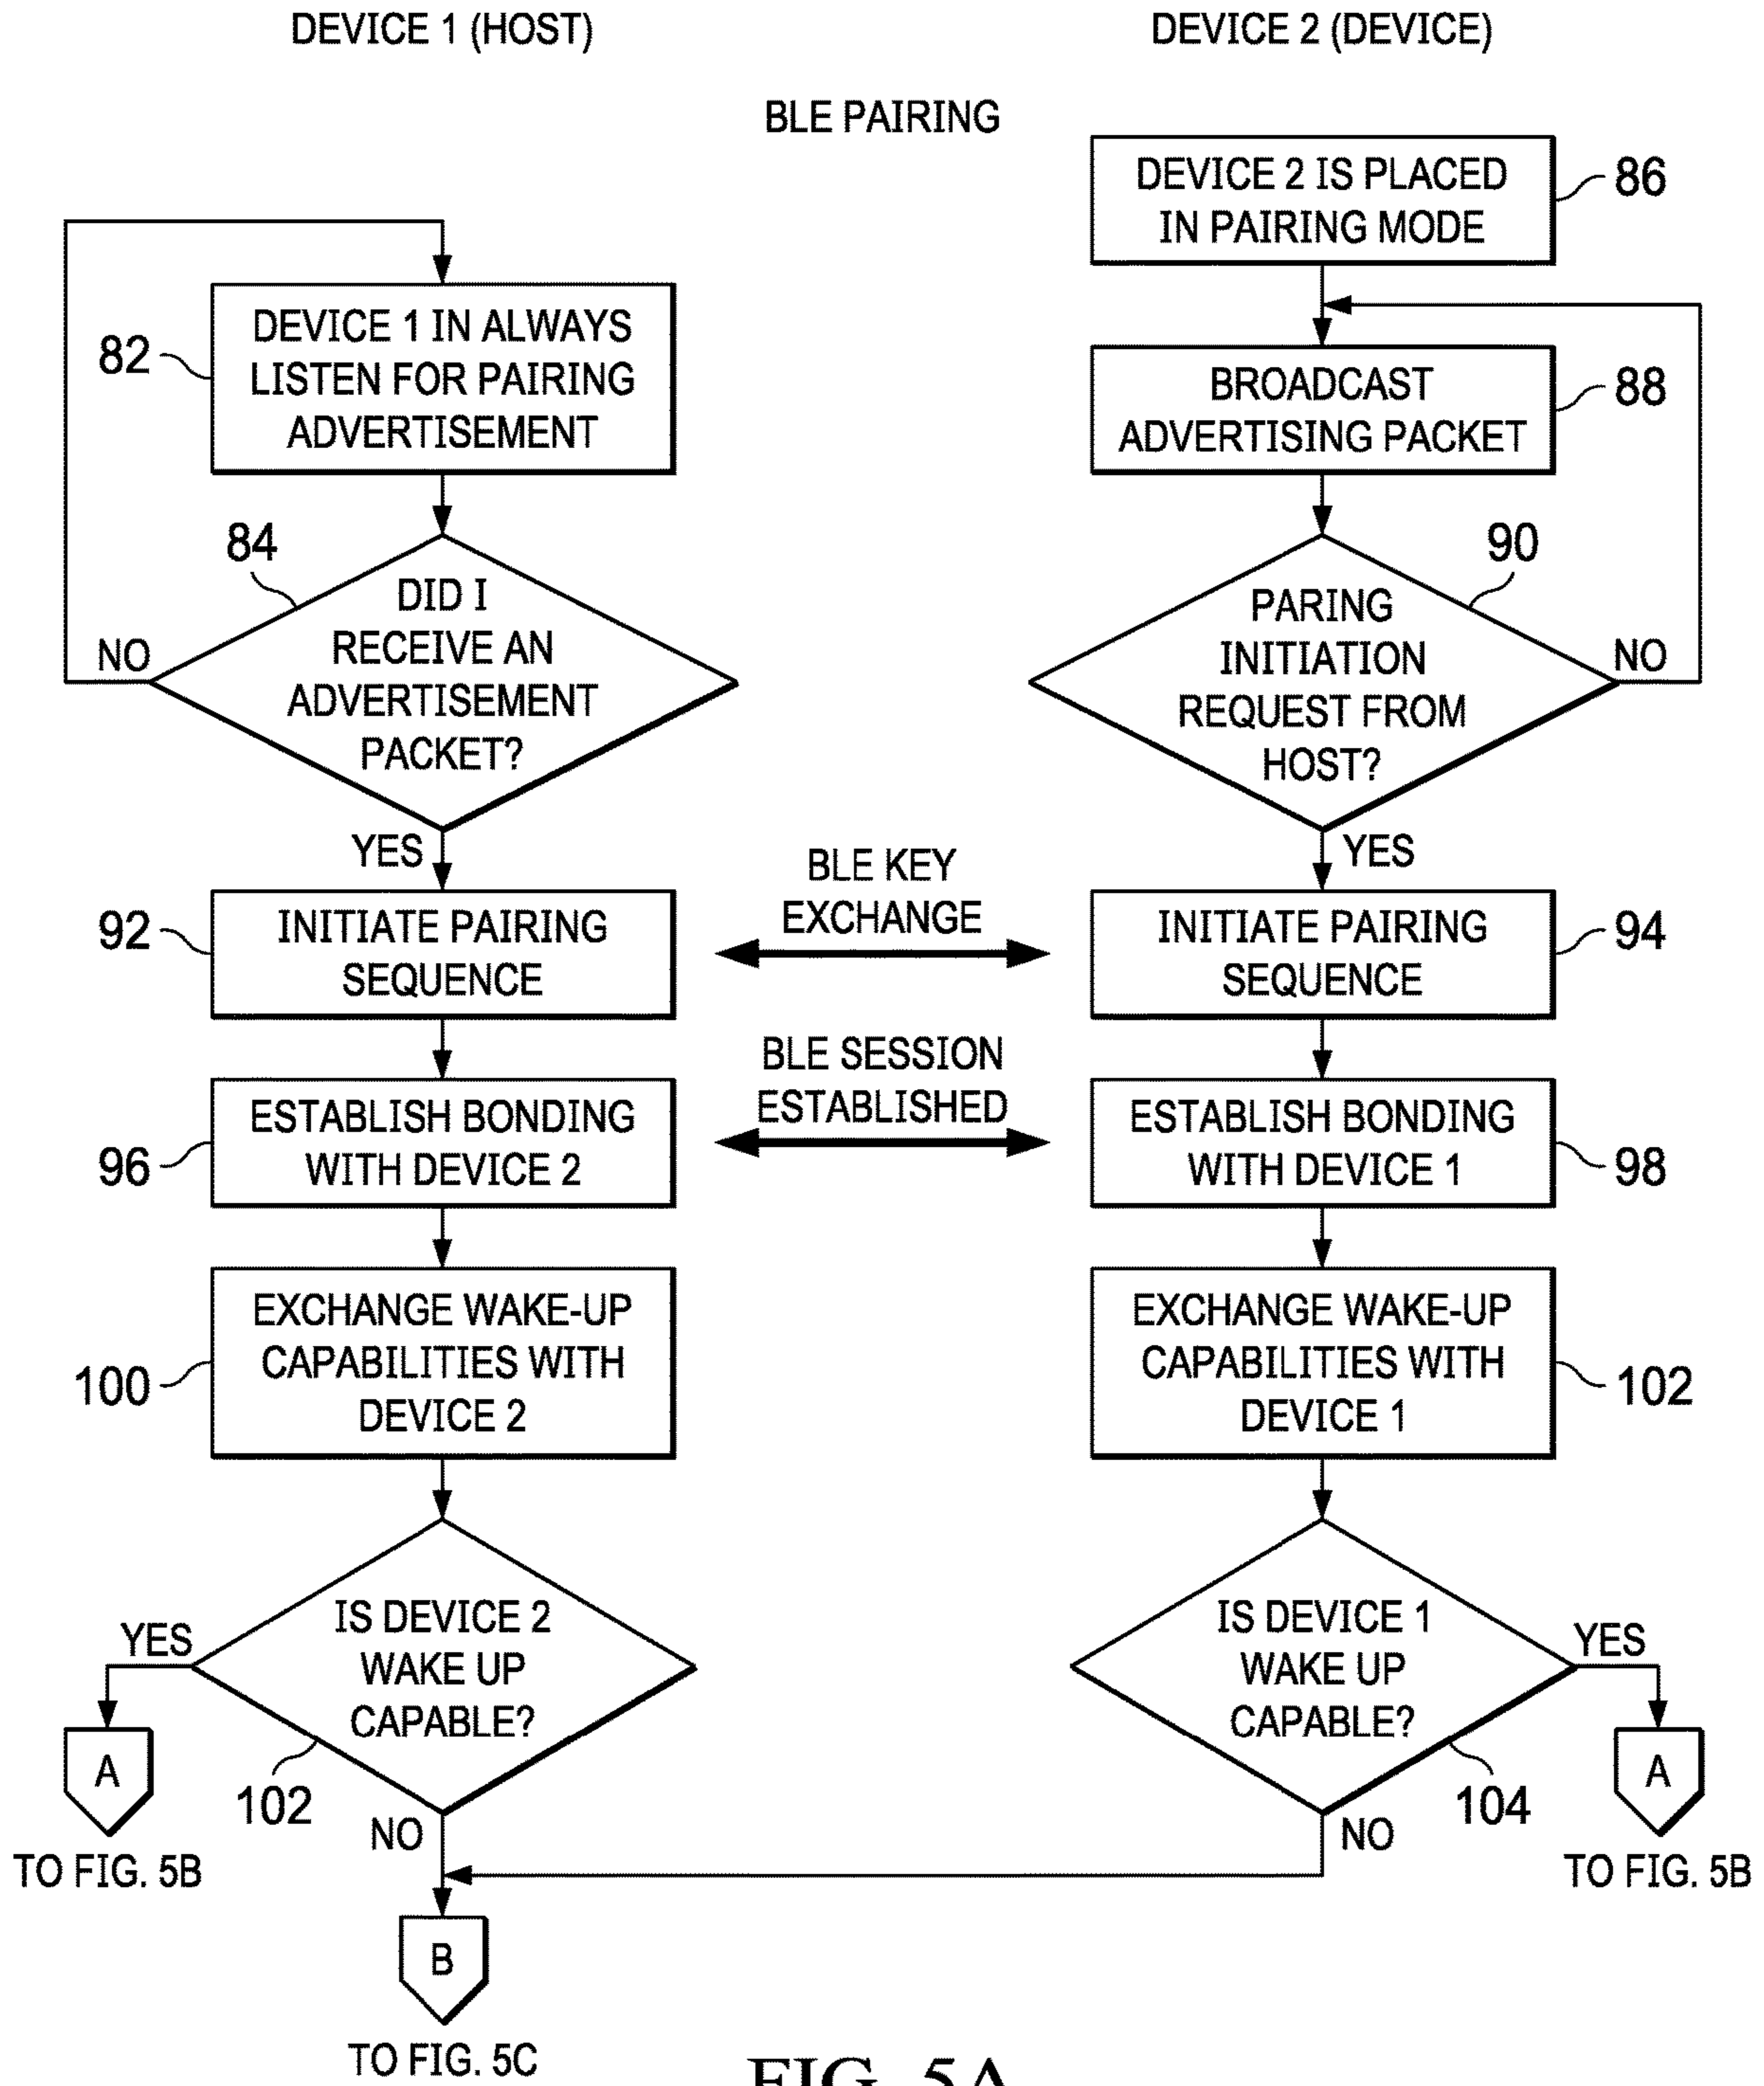 DEVICE 1 (HOST)
DEVICE 2 (DEVICE)
BLE PAIRING
DEVICE 2 IS PLACED
IN PAIRING MODE
86
82
DEVICE 1 IN ALWAYS
LISTEN FOR PAIRING
ADVERTISEMENT
BROADCAST
ADVERTISING PACKET
88
84
DID I
RECEIVE AN
ADVERTISEMENT
PACKET?
NO
YES
90
PARING
INITIATION
REQUEST FROM
HOST?
NO
YES
92
INITIATE PAIRING
SEQUENCE
BLE KEY
EXCHANGE
INITIATE PAIRING
SEQUENCE
94
96
ESTABLISH BONDING
WITH DEVICE 2
BLE SESSION
ESTABLISHED
ESTABLISH BONDING
WITH DEVICE 1
98
100
EXCHANGE WAKE-UP
CAPABILITIES WITH
DEVICE 2
EXCHANGE WAKE-UP
CAPABILITIES WITH
DEVICE 1
102
YES
IS DEVICE 2
WAKE UP
CAPABLE?
102
NO
A
TO FIG. 5B
IS DEVICE 1
WAKE UP
CAPABLE?
YES
104
NO
A
TO FIG. 5B
B
TO FIG. 5C
FIG. 5A